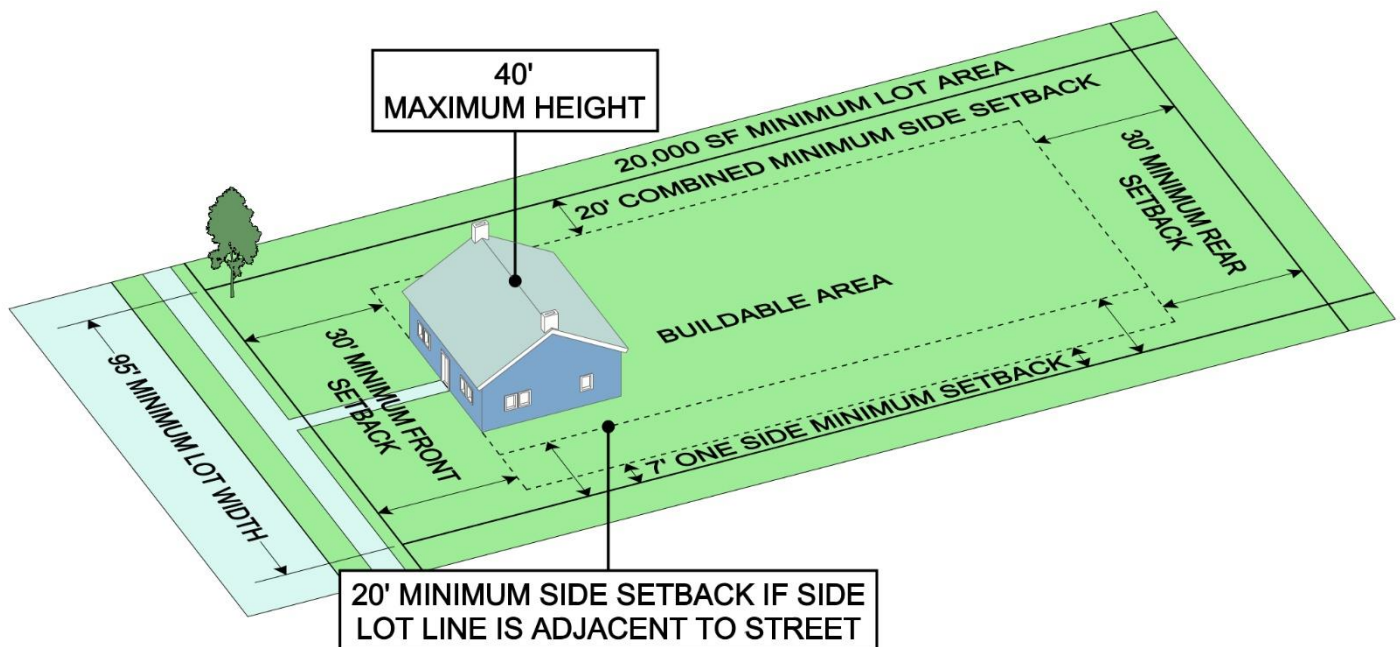 40'
MAXIMUM HEIGHT
20,000 SF MINIMUM LOT AREA
20' COMBINED MINIMUM SIDE SETBACK
30' MINIMUM REAR
SETBACK
BUILDABLE AREA
30' MINIMUM FRONT
SETBACK
95' MINIMUM LOT WIDTH
7' ONE SIDE MINIMUM SETBACK
20' MINIMUM SIDE SETBACK IF SIDE
LOT LINE IS ADJACENT TO STREET